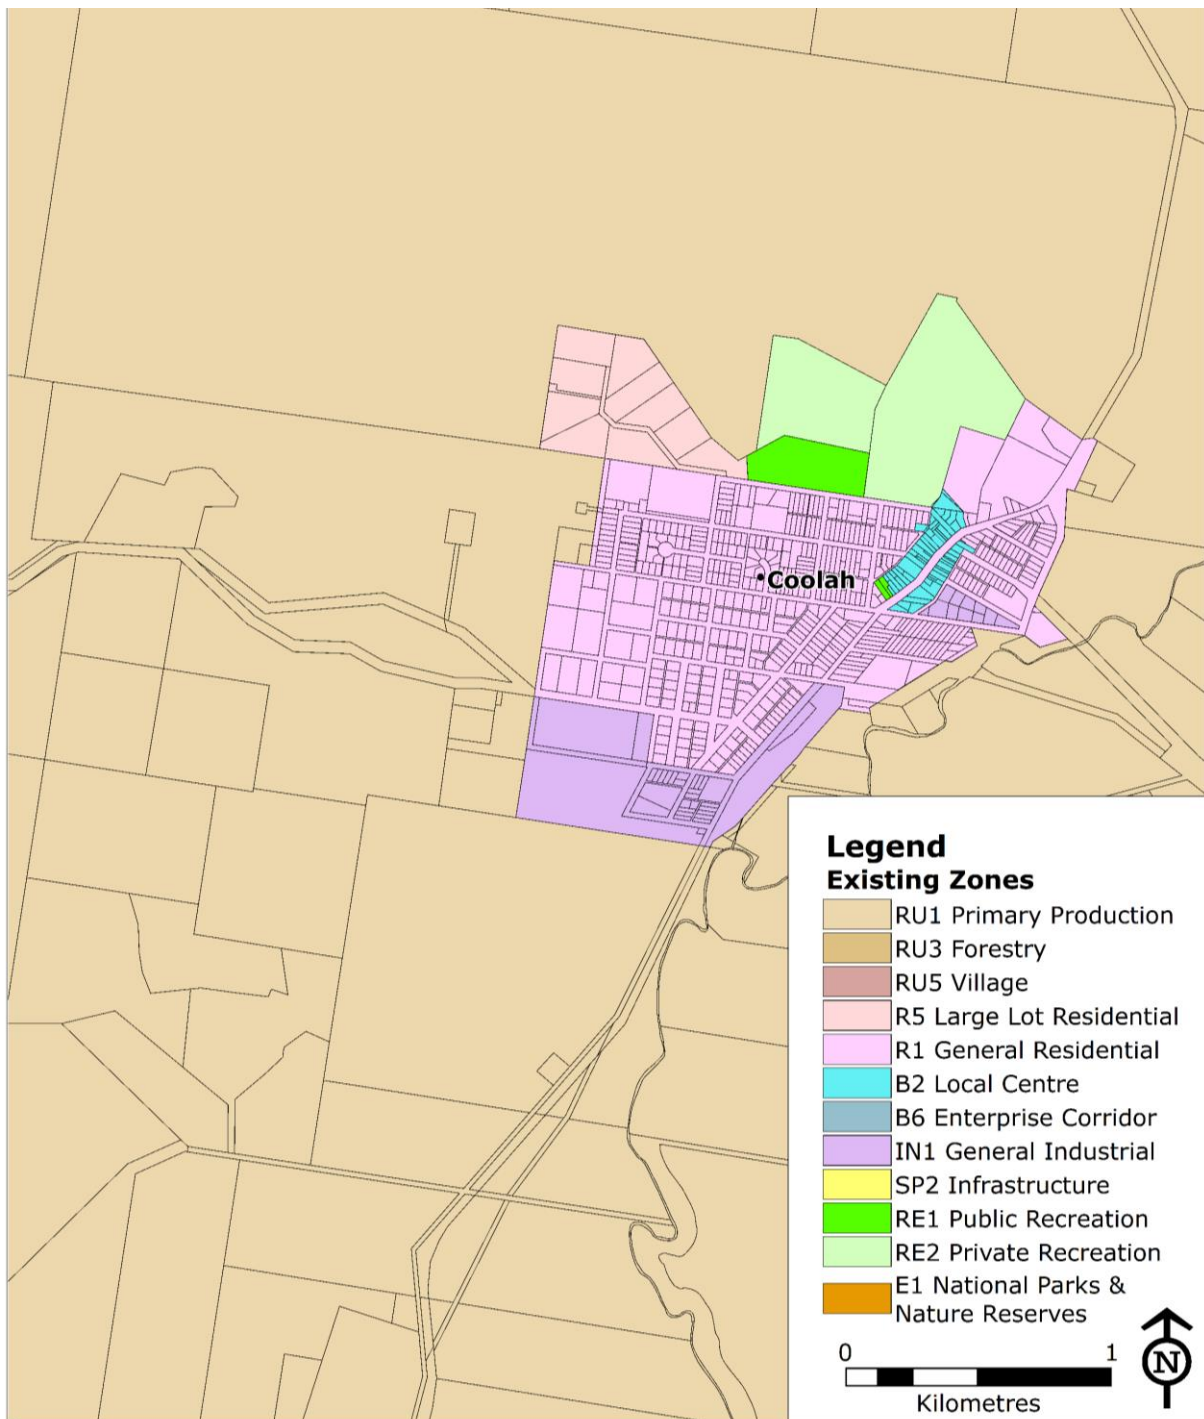 Coolah
Legend
Existing Zones
RU1 Primary Production
RU3 Forestry
RU5 Village
R5 Large Lot Residential
R1 General Residential
B2 Local Centre
B6 Enterprise Corridor
IN1 General Industrial
SP2 Infrastructure
RE1 Public Recreation
RE2 Private Recreation
E1 National Parks &
Nature Reserves
0 1
Kilometres
N